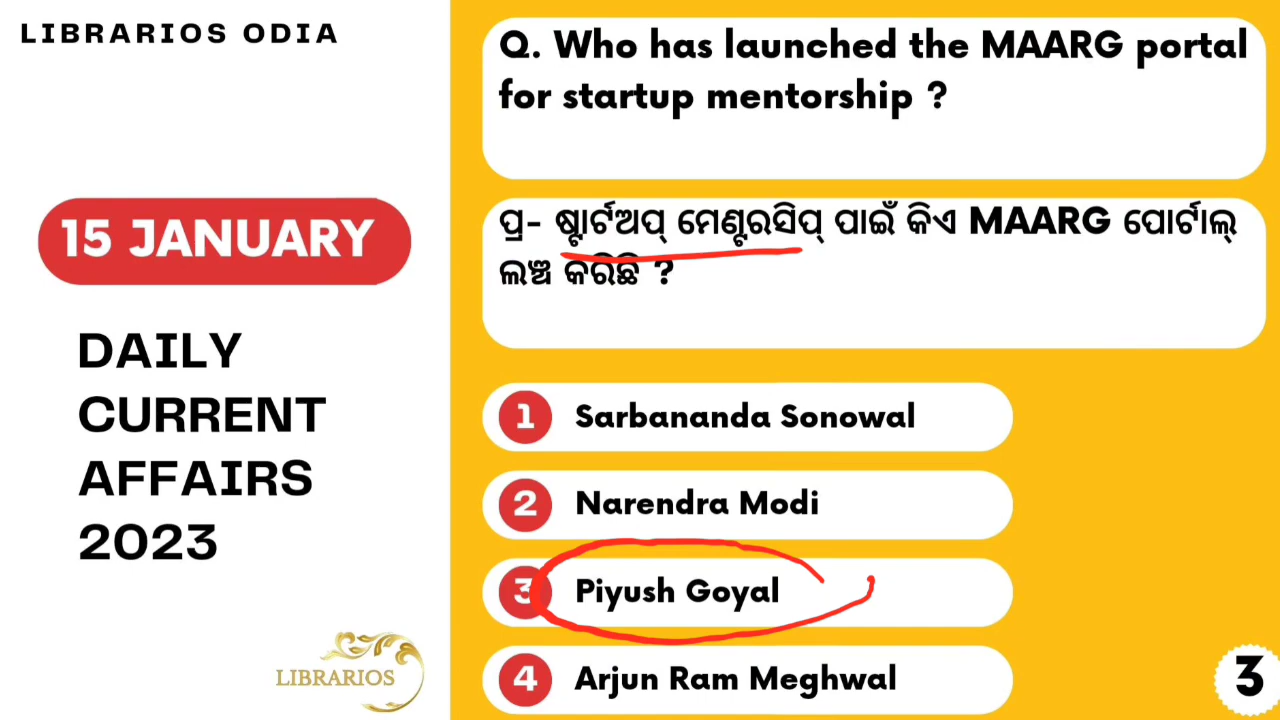 LIBRARIOS ODIA
15 JANUARY
DAILY
CURRENT
AFFAIRS
2023
LIBRARIOS
Q. Who has launched the MAARG portal
for startup mentorship ?
ପ୍ର- ଷ୍ଟାର୍ଟଅପ୍ ମେଣ୍ଟରସିପ୍ ପାଇଁ କିଏ MAARG ପୋର୍ଟାଲ୍
ଲଞ୍ଚ କରିଛି ?
1 Sarbananda Sonowal
2 Narendra Modi
3 Piyush Goyal
4 Arjun Ram Meghwal
3